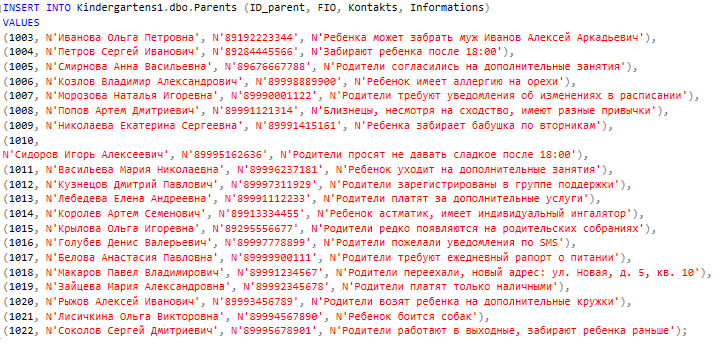 INSERT INTO Kindergartens1.dbo.Parents (ID_parent, FIO, Kontakts, Informations)
VALUES
(1003, N'Иванова Ольга Петровна', N'89192223344', N'Ребенка может забрать муж Иванов Алексей Аркадьевич'),
(1004, N'Петров Сергей Иванович', N'89284445566', N'Забирают ребенка после 18:00'),
(1005, N'Смирнова Анна Васильевна', N'89676667788', N'Родители согласились на дополнительные занятия'),
(1006, N'Козлов Владимир Александрович', N'89998889900', N'Ребенок имеет аллергию на орехи'),
(1007, N'Морозова Наталья Игоревна', N'89990001122', N'Родители требуют уведомления об изменениях в расписании'),
(1008, N'Попов Артем Дмитриевич', N'89991121314', N'Близнецы, несмотря на сходство, имеют разные привычки'),
(1009, N'Николаева Екатерина Сергеевна', N'89991415161', N'Ребенка забирает бабушка по вторникам'),
(1010,
N'Сидоров Игорь Алексеевич', N'89995162636', N'Родители просят не давать сладкое после 18:00'),
(1011, N'Васильева Мария Николаевна', N'89996237181', N'Ребенок уходит на дополнительные занятия'),
(1012, N'Кузнецов Дмитрий Павлович', N'89997311929', N'Родители зарегистрированы в группе поддержки'),
(1013, N'Лебедева Елена Андреевна', N'89991112233', N'Родители платят за дополнительные услуги'),
(1014, N'Королев Артем Семенович', N'89913334455', N'Ребенок астматик, имеет индивидуальный ингалятор'),
(1015, N'Крылова Ольга Игоревна', N'89295556677', N'Родители редко появляются на родительских собраниях'),
(1016, N'Голубев Денис Валерьевич', N'89997778899', N'Родители пожелали уведомления по SMS'),
(1017, N'Белова Анастасия Павловна', N'89999900111', N'Родители требуют ежедневный рапорт о питании'),
(1018, N'Макаров Павел Владимирович', N'89991234567', N'Родители переехали, новый адрес: ул. Новая, д. 5, кв. 10'),
(1019, N'Зайцева Мария Александровна', N'89992345678', N'Родители платят только наличными'),
(1020, N'Рыжов Алексей Иванович', N'89993456789', N'Родители возят ребенка на дополнительные кружки'),
(1021, N'Лисичкина Ольга Викторовна', N'89994567890', N'Ребенок боится собак'),
(1022, N'Соколов Сергей Дмитриевич', N'89995678901', N'Родители работают в выходные, забирают ребенка раньше');